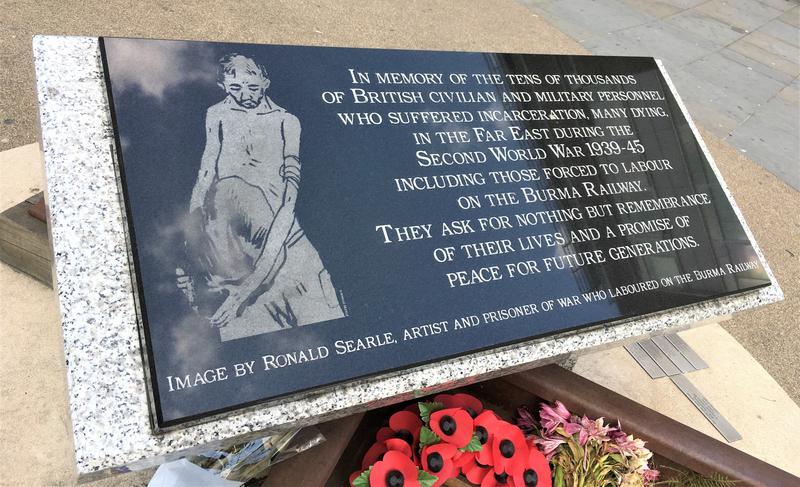 In memory of the tens of thousands
of British civilian and military personnel
who suffered incarceration, many dying,
in the Far East during the
Second World War 1939-45
including those forced to labour
on the Burma Railway.
They ask for nothing but remembrance
of their lives and a promise of
peace for future generations.
Image by Ronald Searle, artist and prisoner of war who laboured on the Burma Railway